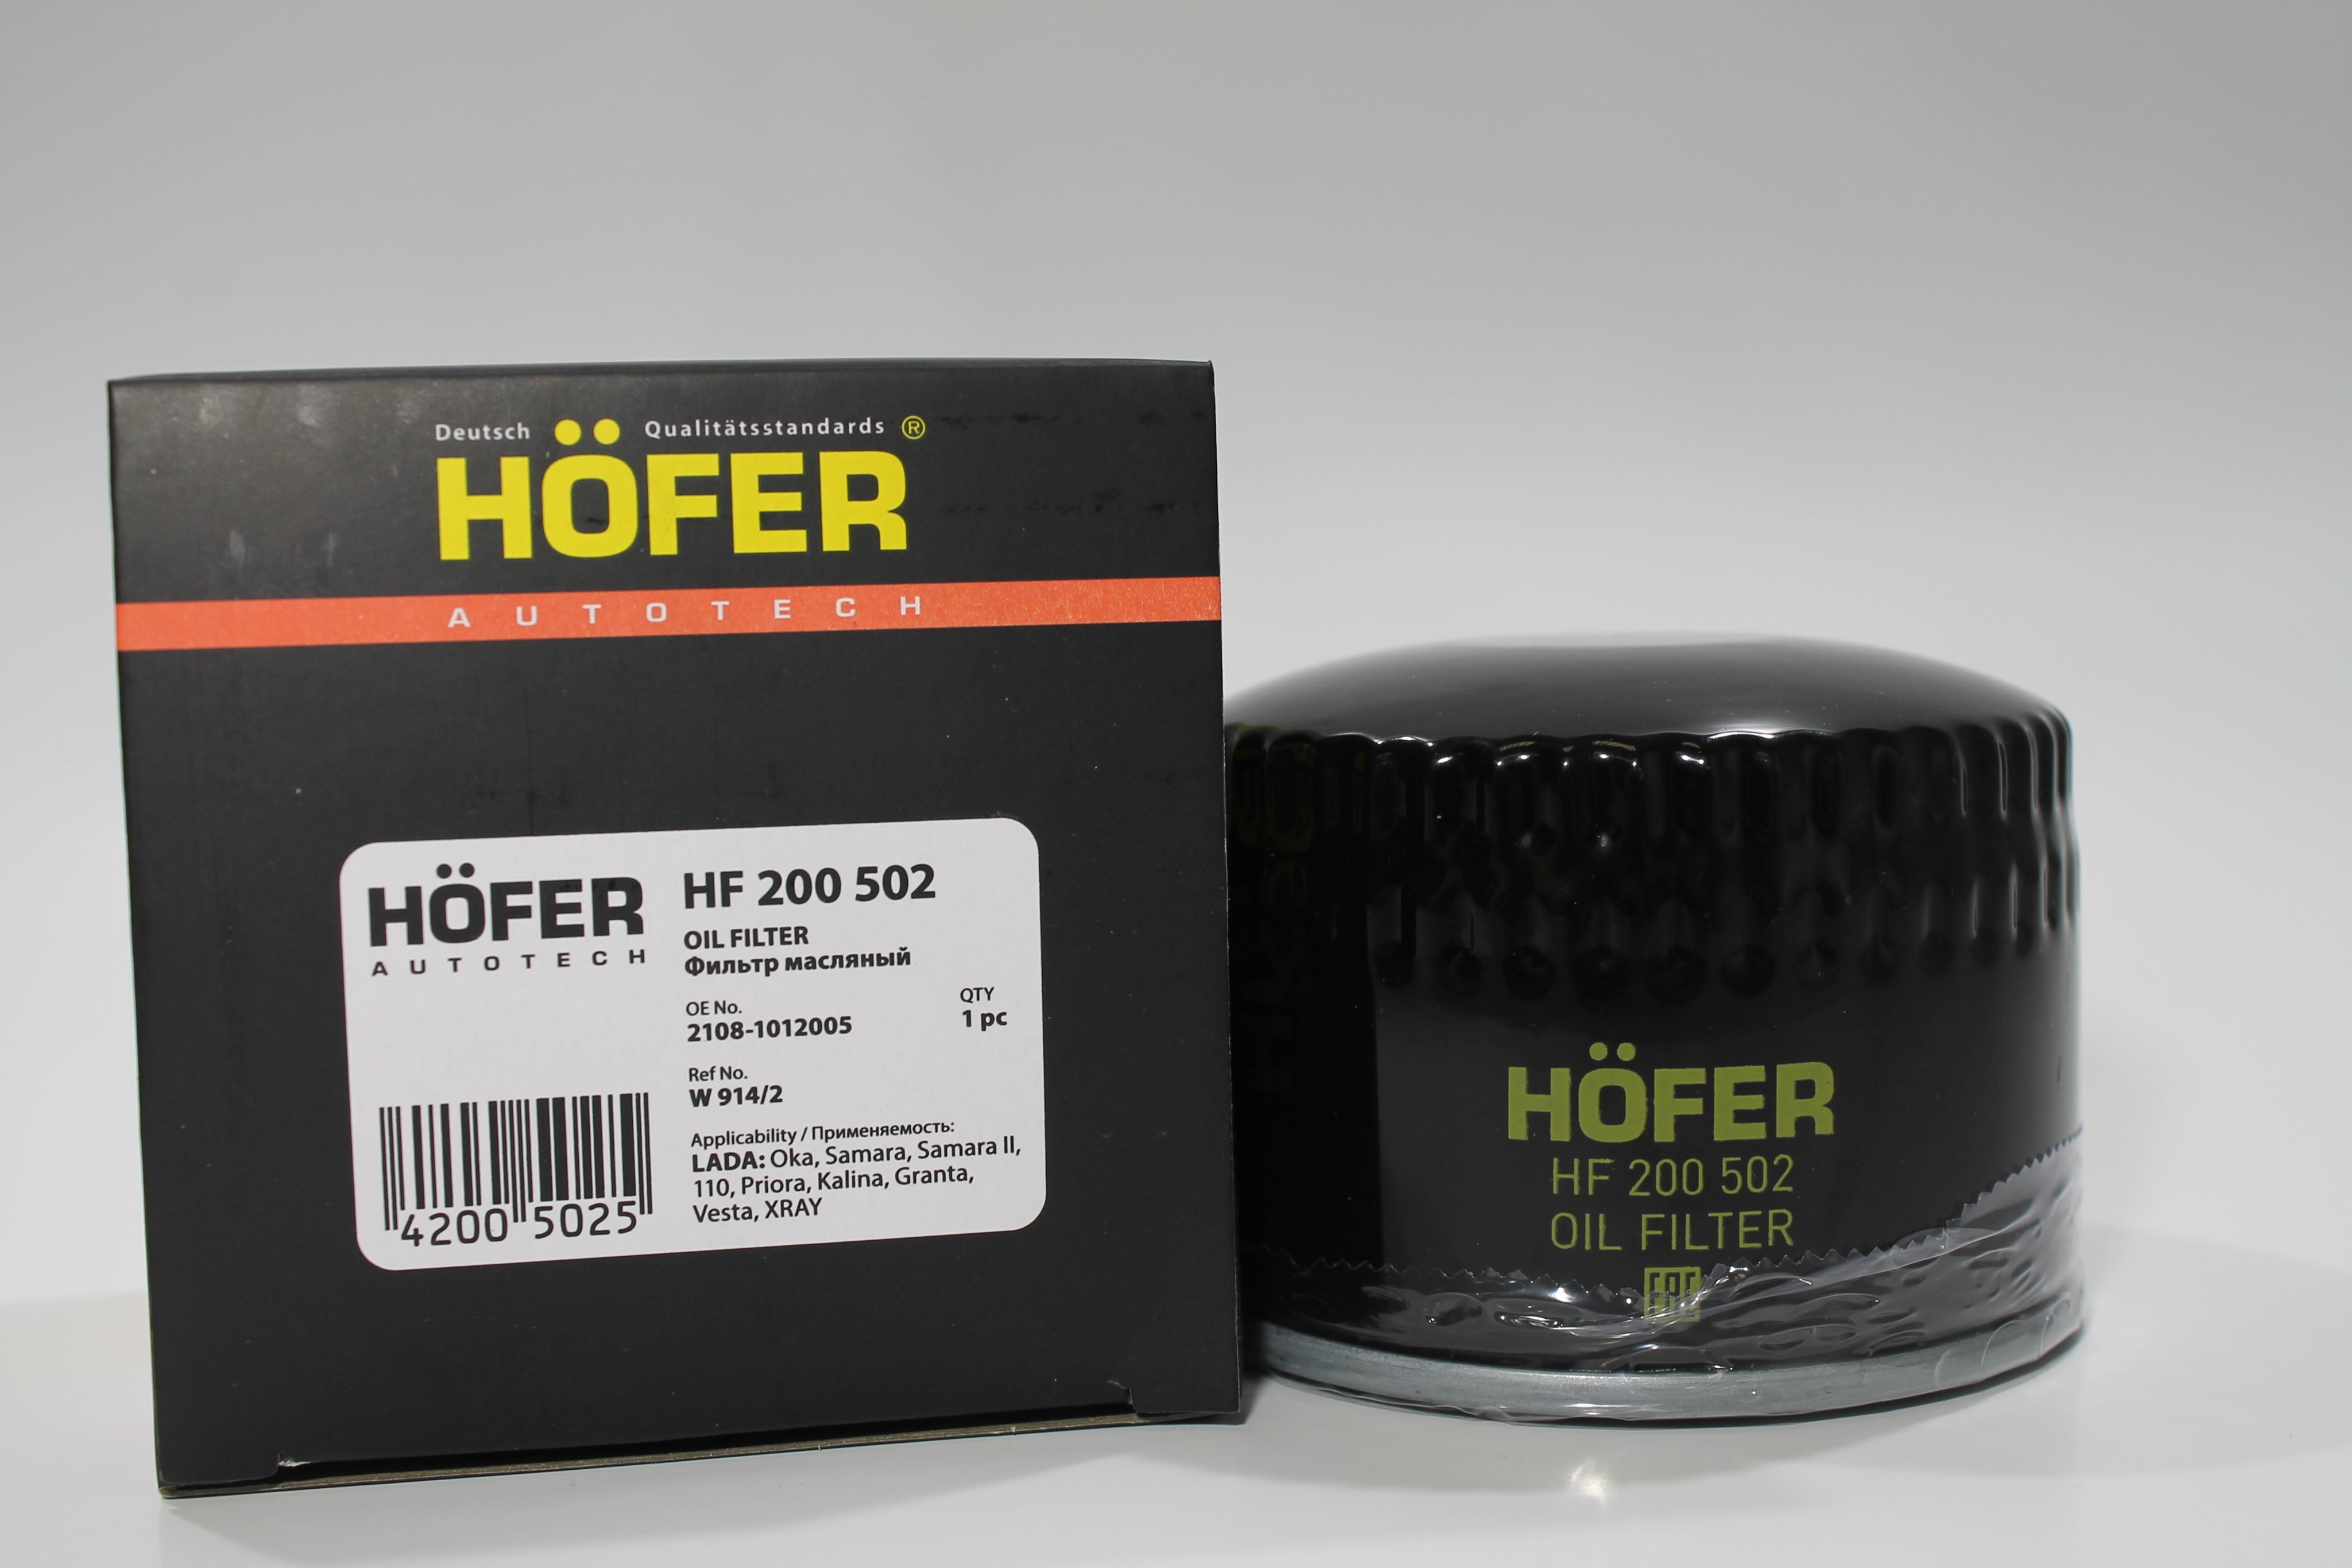 Deutsch Qualitätsstandards ®
HÖFER
AUTOTECH
HÖFER
AUTOTECH
HF 200 502
OIL FILTER
Фильтр масляный
OE No.
2108-1012005
QTY
1 pc
Ref No.
W 914/2
Applicability / Применяемость:
LADA: Oka, Samara, Samara II,
110, Priora, Kalina, Granta,
Vesta, XRAY
4200 5025
HÖFER
HF 200 502
OIL FILTER
EAC